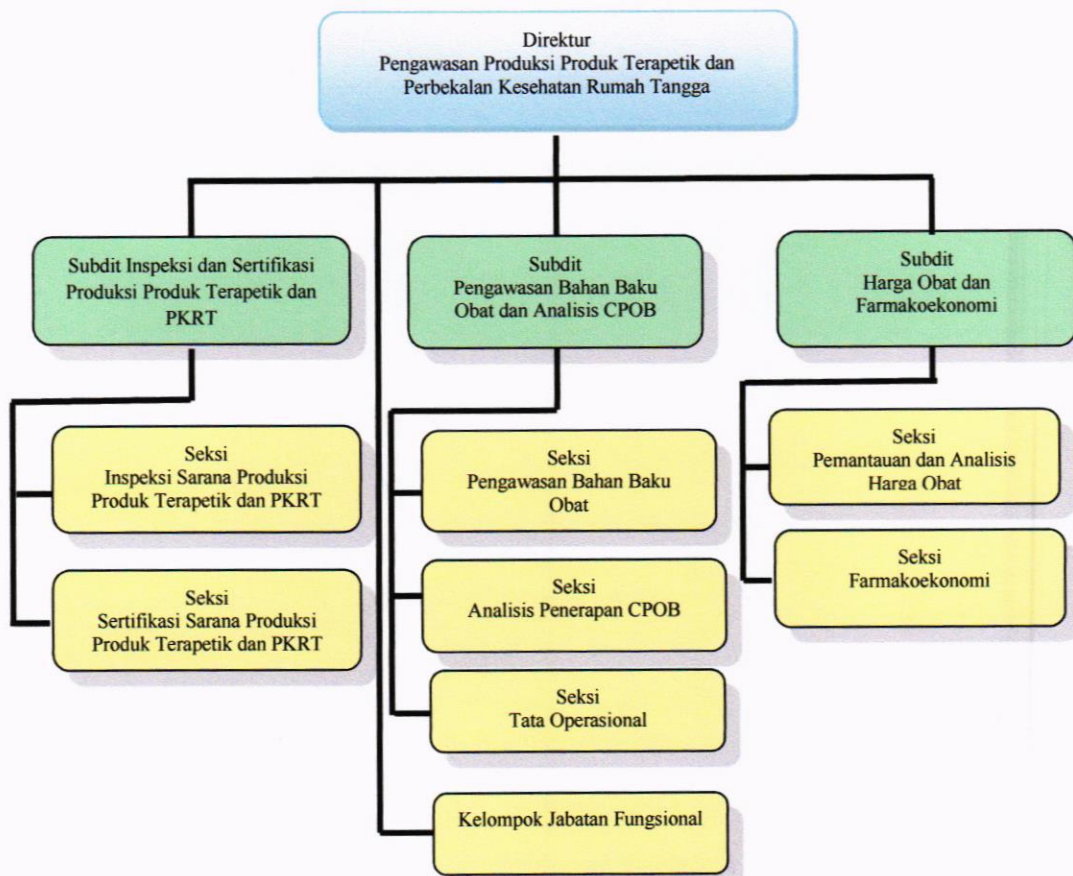 Direktur
Pengawasan Produksi Produk Terapetik dan
Perbekalan Kesehatan Rumah Tangga
Subdit Inspeksi dan Sertifikasi
Produksi Produk Terapetik dan
PKRT
Subdit
Pengawasan Bahan Baku
Obat dan Analisis CPOB
Subdit
Harga Obat dan
Farmakoekonomi
Seksi
Inspeksi Sarana Produksi
Produk Terapetik dan PKRT
Seksi
Sertifikasi Sarana Produksi
Produk Terapetik dan PKRT
Seksi
Pengawasan Bahan Baku
Obat
Seksi
Analisis Penerapan CPOB
Seksi
Tata Operasional
Kelompok Jabatan Fungsional
Seksi
Pemantauan dan Analisis
Harga Obat
Seksi
Farmakoekonomi